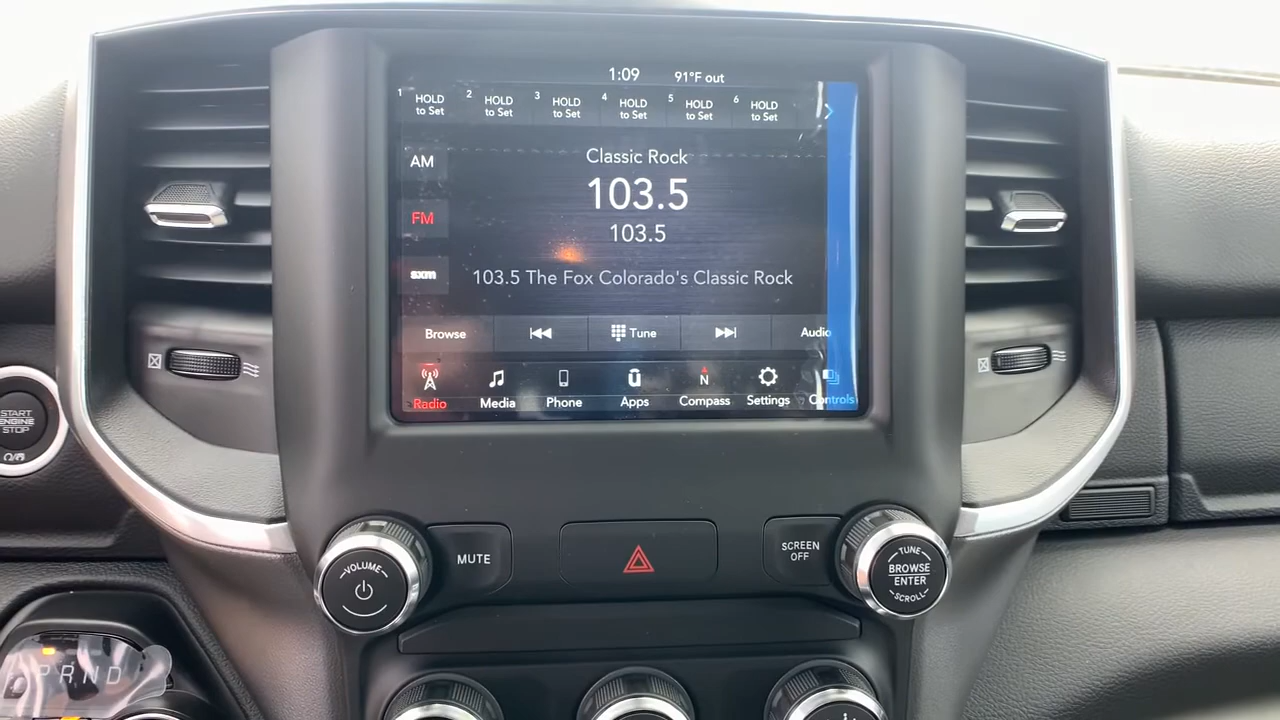 1:09 91°F out
1 HOLD to Set
2 HOLD to Set
3 HOLD to Set
4 HOLD to Set
5 HOLD to Set
6 HOLD to Set
AM
Classic Rock
103.5
FM
103.5
sxm
103.5 The Fox Colorado's Classic Rock
Browse Tune Audio
Radio Media Phone Apps N Compass Settings Controls
START
ENGINE
STOP
VOLUME
MUTE
SCREEN
OFF
TUNE
BROWSE
ENTER
SCROLL
PRND